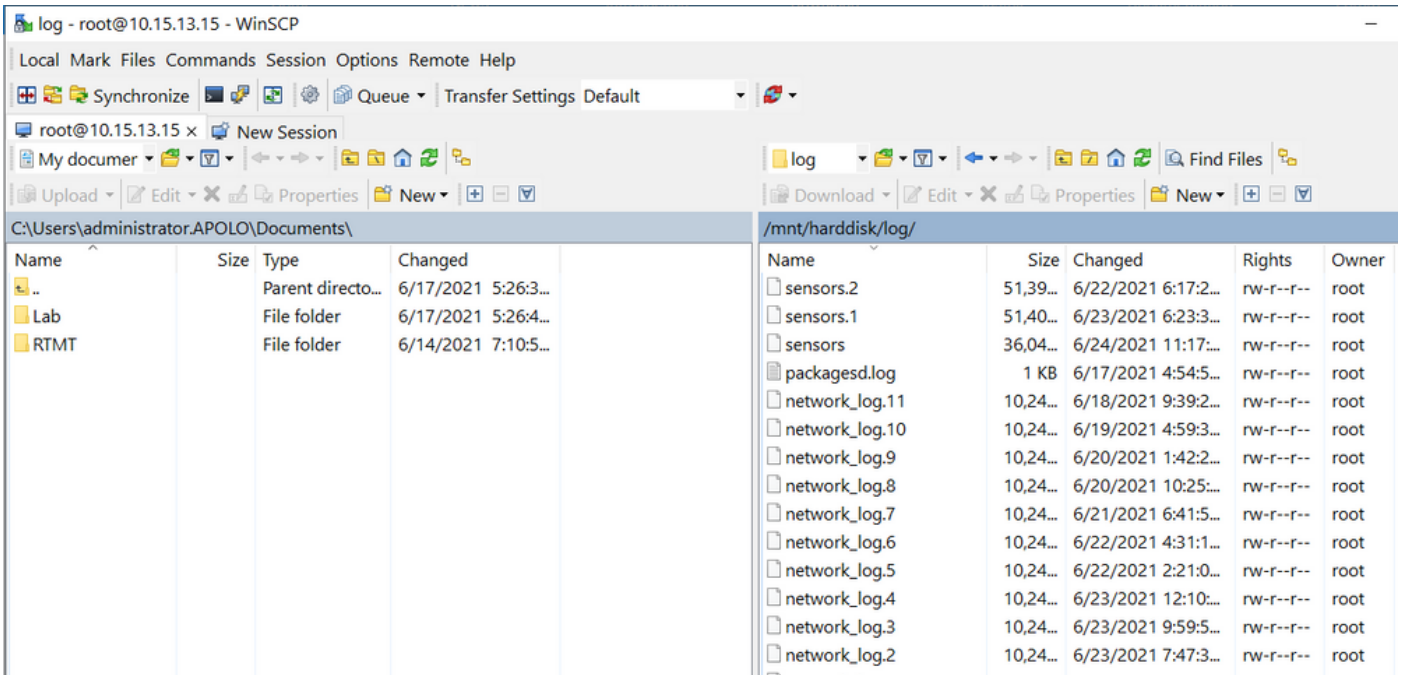 log - root@10.15.13.15 - WinSCP
Local Mark Files Commands Session Options Remote Help
Synchronize Queue Transfer Settings Default
root@10.15.13.15 × New Session
My documer log Find Files
Upload Edit Properties New Download Edit Properties New
C:\Users\administrator.APOLO\Documents\ /mnt/harddisk/log/
Name Size Type Changed Name Size Changed Rights Owner
.. Parent directo... 6/17/2021 5:26:3... sensors.2 51,39... 6/22/2021 6:17:2... rw-r--r-- root
Lab File folder 6/17/2021 5:26:4... sensors.1 51,40... 6/23/2021 6:23:3... rw-r--r-- root
RTMT File folder 6/14/2021 7:10:5... sensors 36,04... 6/24/2021 11:17:... rw-r--r-- root
packagesd.log 1 KB 6/17/2021 4:54:5... rw-r--r-- root
network_log.11 10,24... 6/18/2021 9:39:2... rw-r--r-- root
network_log.10 10,24... 6/19/2021 4:59:3... rw-r--r-- root
network_log.9 10,24... 6/20/2021 1:42:2... rw-r--r-- root
network_log.8 10,24... 6/20/2021 10:25:... rw-r--r-- root
network_log.7 10,24... 6/21/2021 6:41:5... rw-r--r-- root
network_log.6 10,24... 6/22/2021 4:31:1... rw-r--r-- root
network_log.5 10,24... 6/22/2021 2:21:0... rw-r--r-- root
network_log.4 10,24... 6/23/2021 12:10:... rw-r--r-- root
network_log.3 10,24... 6/23/2021 9:59:5... rw-r--r-- root
network_log.2 10,24... 6/23/2021 7:47:3... rw-r--r-- root